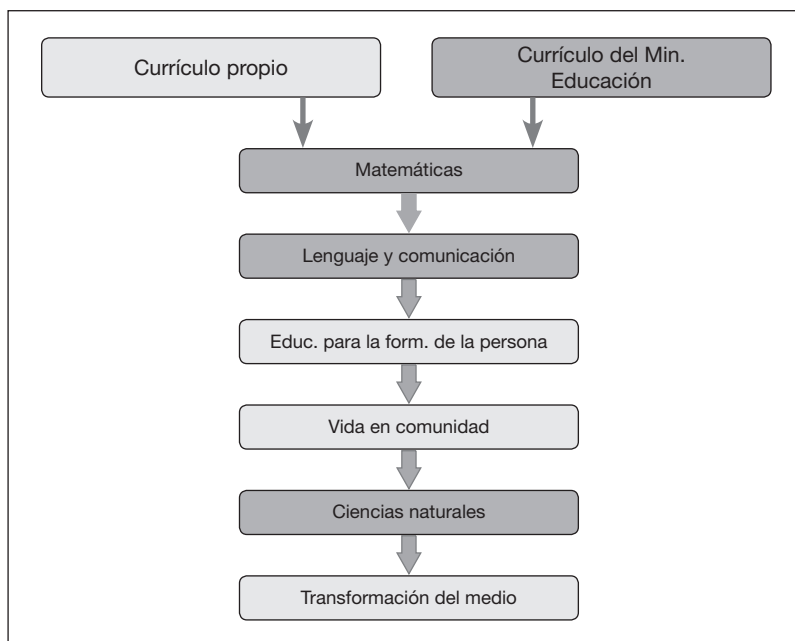 Currículo propio
Currículo del Min.
Educación
Matemáticas
Lenguaje y comunicación
Educ. para la form. de la persona
Vida en comunidad
Ciencias naturales
Transformación del medio